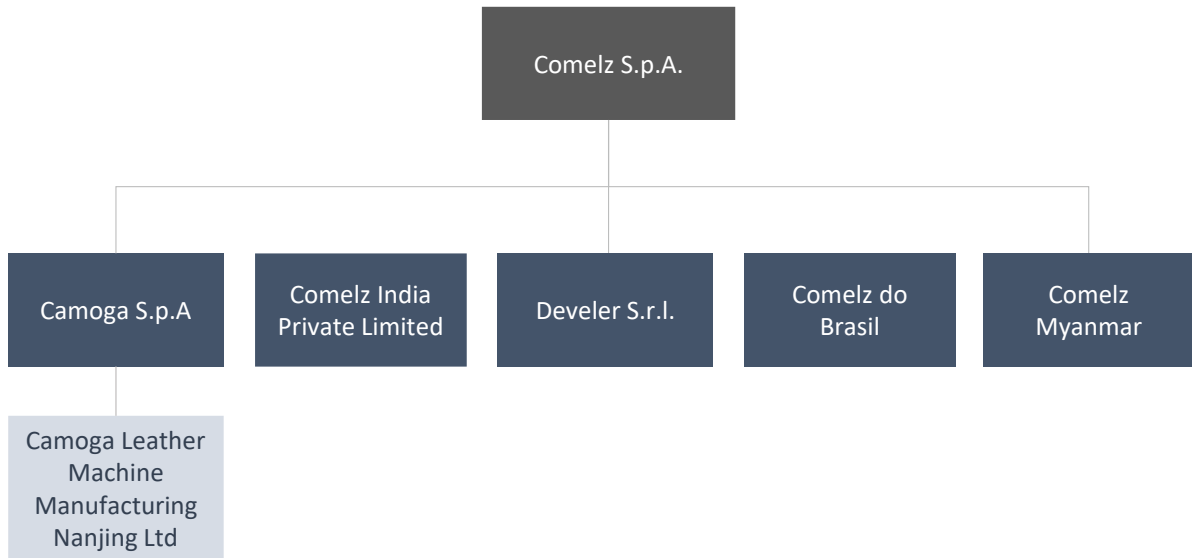 Comelz S.p.A.
Camoga S.p.A
Comelz India
Private Limited
Develer S.r.l.
Comelz do
Brasil
Comelz
Myanmar
Camoga Leather
Machine
Manufacturing
Nanjing Ltd